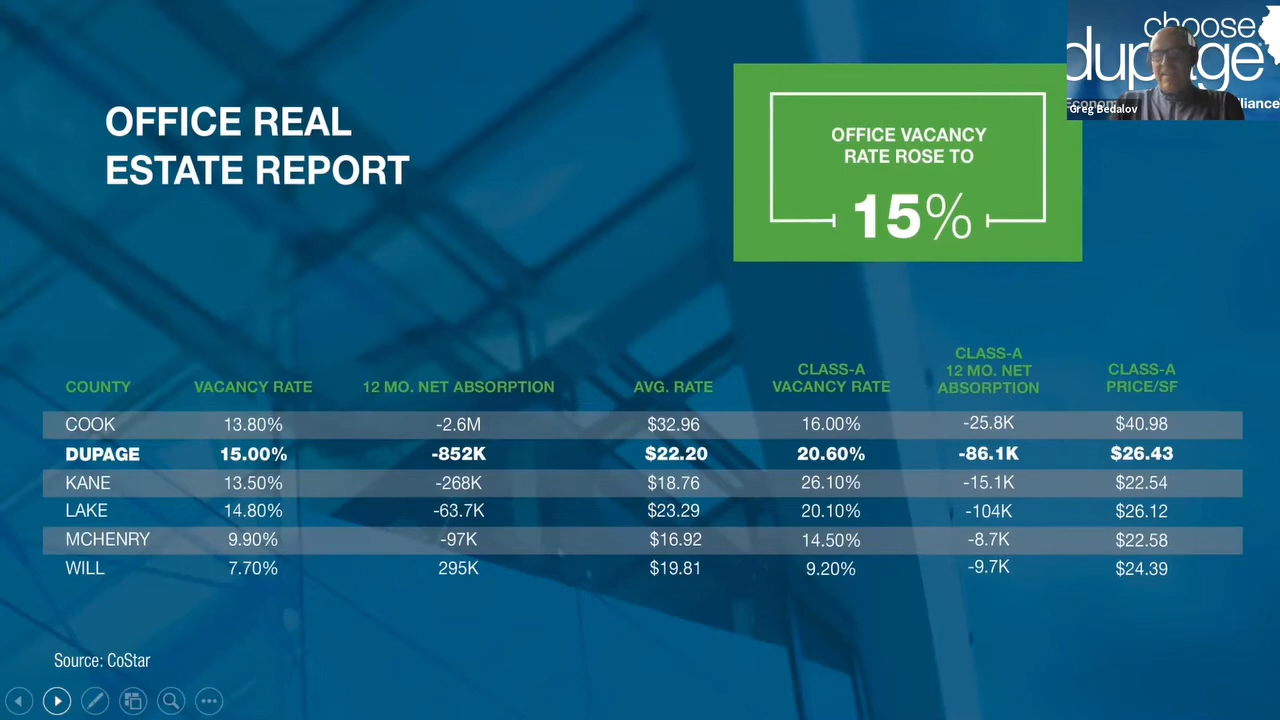 OFFICE REAL
ESTATE REPORT
OFFICE VACANCY
RATE ROSE TO
15%
choose
dupage
Greg Bedalov
COUNTY VACANCY RATE 12 MO. NET ABSORPTION AVG. RATE CLASS-A VACANCY RATE CLASS-A 12 MO. NET ABSORPTION CLASS-A PRICE/SF
COOK 13.80% -2.6M $32.96 16.00% -25.8K $40.98
DUPAGE 15.00% -852K $22.20 20.60% -86.1K $26.43
KANE 13.50% -268K $18.76 26.10% -15.1K $22.54
LAKE 14.80% -63.7K $23.29 20.10% -104K $26.12
MCHENRY 9.90% -97K $16.92 14.50% -8.7K $22.58
WILL 7.70% 295K $19.81 9.20% -9.7K $24.39
Source: CoStar